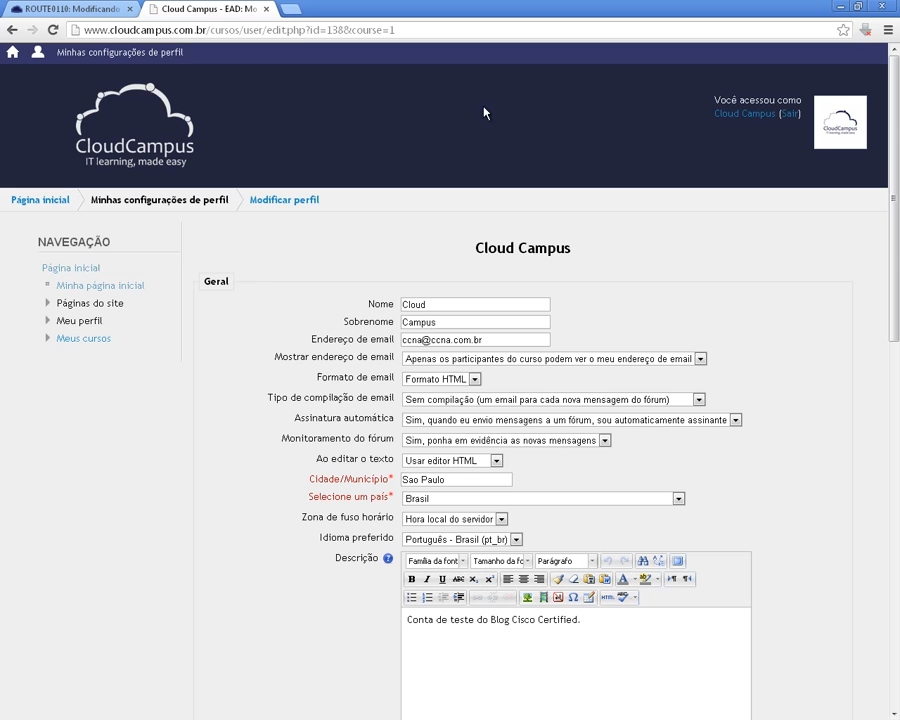 ROUTE0110: Modificando
Cloud Campus - EAD: Mo
www.cloudcampus.com.br/cursos/user/edit.php?id=138&course=1
Minhas configurações de perfil
CloudCampus
IT learning, made easy
Você acessou como
Cloud Campus (Sair)
CloudCampus
Página inicial
Minhas configurações de perfil
Modificar perfil
NAVEGAÇÃO
Página inicial
Minha página inicial
Páginas do site
Meu perfil
Meus cursos
Cloud Campus
Geral
Nome Cloud
Sobrenome Campus
Endereço de email ccna@ccna.com.br
Mostrar endereço de email Apenas os participantes do curso podem ver o meu endereço de email
Formato de email Formato HTML
Tipo de compilação de email Sem compilação (um email para cada nova mensagem do fórum)
Assinatura automática Sim, quando eu envio mensagens a um fórum, sou automaticamente assinante
Monitoramento do fórum Sim, ponha em evidência as novas mensagens
Ao editar o texto Usar editor HTML
Cidade/Município* Sao Paulo
Selecione um país* Brasil
Zona de fuso horário Hora local do servidor
Idioma preferido Português - Brasil (pt_br)
Descrição
Família da font Tamanho da fc Parágrafo
B I U ABC X₂ X²
HTML
Conta de teste do Blog Cisco Certified.